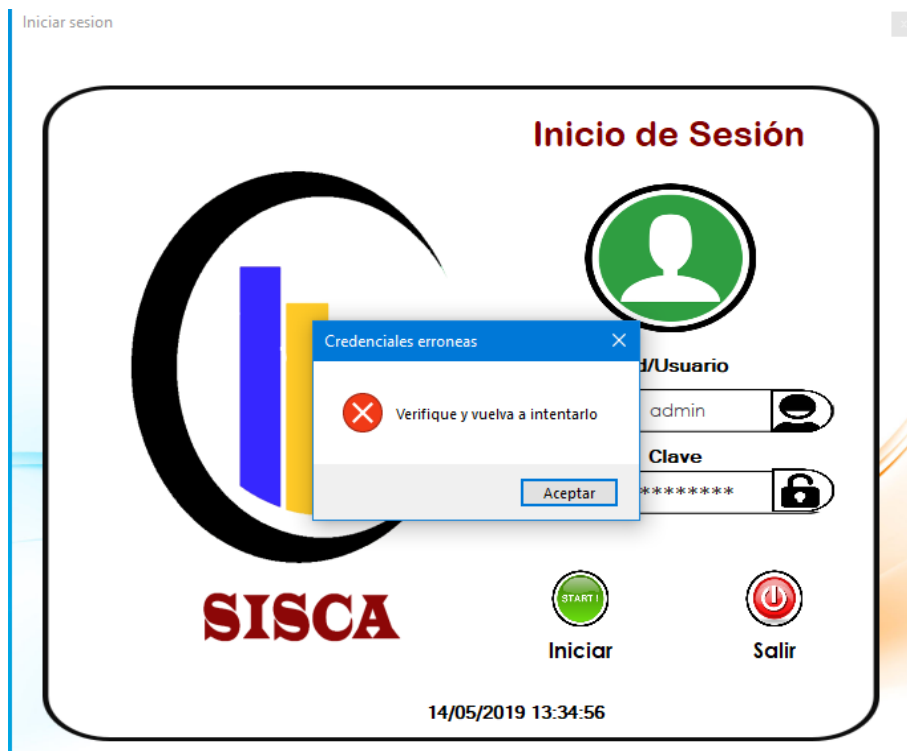 Iniciar sesion
Inicio de Sesión
Credenciales erroneas
Verifique y vuelva a intentarlo
Aceptar
/Usuario
admin
Clave
********
SISCA
START !
Iniciar
Salir
14/05/2019 13:34:56